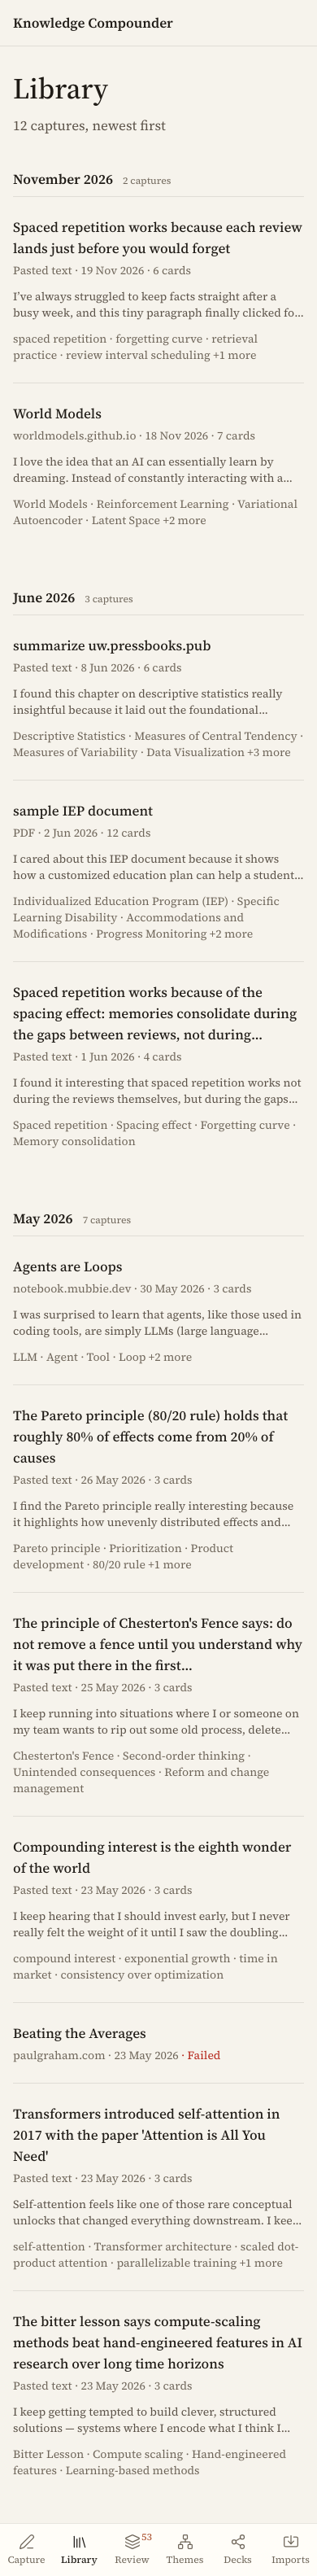 Knowledge Compounder
Library
12 captures, newest first
November 2026 2 captures
Spaced repetition works because each review
lands just before you would forget
Pasted text · 19 Nov 2026 · 6 cards
I've always struggled to keep facts straight after a
busy week, and this tiny paragraph finally clicked fo...
spaced repetition · forgetting curve · retrieval
practice · review interval scheduling +1 more
World Models
worldmodels.github.io · 18 Nov 2026 · 7 cards
I love the idea that an AI can essentially learn by
dreaming. Instead of constantly interacting with a...
World Models · Reinforcement Learning · Variational
Autoencoder · Latent Space +2 more
June 2026 3 captures
summarize uw.pressbooks.pub
Pasted text · 8 Jun 2026 · 6 cards
I found this chapter on descriptive statistics really
insightful because it laid out the foundational...
Descriptive Statistics · Measures of Central Tendency ·
Measures of Variability · Data Visualization +3 more
sample IEP document
PDF · 2 Jun 2026 · 12 cards
I cared about this IEP document because it shows
how a customized education plan can help a student...
Individualized Education Program (IEP) · Specific
Learning Disability · Accommodations and
Modifications · Progress Monitoring +2 more
Spaced repetition works because of the
spacing effect: memories consolidate during
the gaps between reviews, not during...
Pasted text · 1 Jun 2026 · 4 cards
I found it interesting that spaced repetition works not
during the reviews themselves, but during the gaps...
Spaced repetition · Spacing effect · Forgetting curve ·
Memory consolidation
May 2026 7 captures
Agents are Loops
notebook.mubbie.dev · 30 May 2026 · 3 cards
I was surprised to learn that agents, like those used in
coding tools, are simply LLMs (large language...
LLM · Agent · Tool · Loop +2 more
The Pareto principle (80/20 rule) holds that
roughly 80% of effects come from 20% of
causes
Pasted text · 26 May 2026 · 3 cards
I find the Pareto principle really interesting because
it highlights how unevenly distributed effects and...
Pareto principle · Prioritization · Product
development · 80/20 rule +1 more
The principle of Chesterton's Fence says: do
not remove a fence until you understand why
it was put there in the first...
Pasted text · 25 May 2026 · 3 cards
I keep running into situations where I or someone on
my team wants to rip out some old process, delete...
Chesterton's Fence · Second-order thinking ·
Unintended consequences · Reform and change
management
Compounding interest is the eighth wonder
of the world
Pasted text · 23 May 2026 · 3 cards
I keep hearing that I should invest early, but I never
really felt the weight of it until I saw the doubling...
compound interest · exponential growth · time in
market · consistency over optimization
Beating the Averages
paulgraham.com · 23 May 2026 · Failed
Transformers introduced self-attention in
2017 with the paper 'Attention is All You
Need'
Pasted text · 23 May 2026 · 3 cards
Self-attention feels like one of those rare conceptual
unlocks that changed everything downstream. I kee...
self-attention · Transformer architecture · scaled dot-
product attention · parallelizable training +1 more
The bitter lesson says compute-scaling
methods beat hand-engineered features in AI
research over long time horizons
Pasted text · 23 May 2026 · 3 cards
I keep getting tempted to build clever, structured
solutions — systems where I encode what I think I...
Bitter Lesson · Compute scaling · Hand-engineered
features · Learning-based methods
53
Capture Library Review Themes Decks Imports